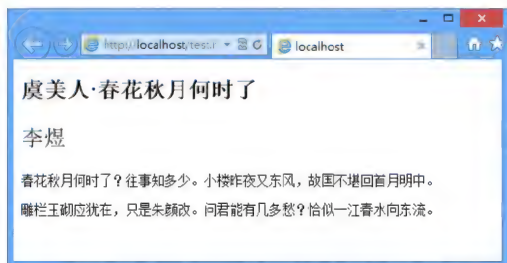 http://localhost/test.r
localhost
虞美人·春花秋月何时了
李煜
春花秋月何时了？往事知多少。小楼昨夜又东风，故国不堪回首月明中。
雕栏玉砌应犹在，只是朱颜改。问君能有几多愁？恰似一江春水向东流。